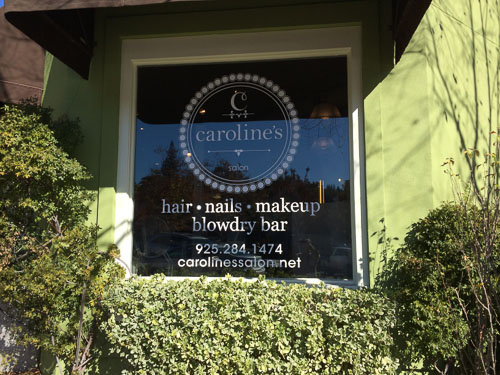 C
caroline's
salon
hair • nails • makeup
blowdry bar
925.284.1474
carolinessalon.net